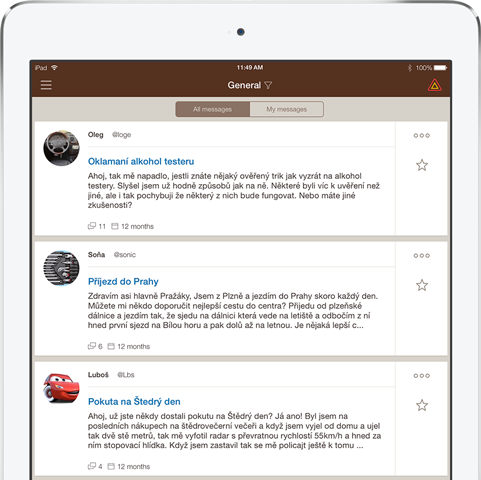 iPad
11:49 AM
100%
General
All messages
My messages
Oleg @loge
Oklamaní alkohol testeru
Ahoj, tak mě napadlo, jestli znáte nějaký ověřený trik jak vyzrát na alkohol
testery. Slyšel jsem už hodně způsobů jak na ně. Některé byli víc k uvěření než
jiné, ale i tak pochybuji že některý z nich bude fungovat. Nebo máte jiné
zkušenosti?
11 12 months
Soňa @sonic
Příjezd do Prahy
Zdravím asi hlavně Pražáky, Jsem z Plzně a jezdím do Prahy skoro každý den.
Můžete mi někdo doporučit nejlepší cestu do centra? Přijedu od plzeňské
dálnice a jezdím tak, že sjedu na dálnici která vede na letiště a odbočím z ní
hned první sjezd na Bílou horu a pak dolů až na letnou. Je nějaká lepší c...
6 12 months
Luboš @Lbs
Pokuta na Štedrý den
Ahoj, už jste někdy dostali pokutu na Štědrý den? Já ano! Byl jsem na
posledních nákupech na štědrovečerní večeři a když jsem vyjel od domu a ujel
tak dvě stě metrů, tak mě vyfotil radar s převratnou rychlostí 55km/h a hned za
ním stopovací hlídka. Když jsem zastavil tak se mě policajt ještě k tomu ...
4 12 months